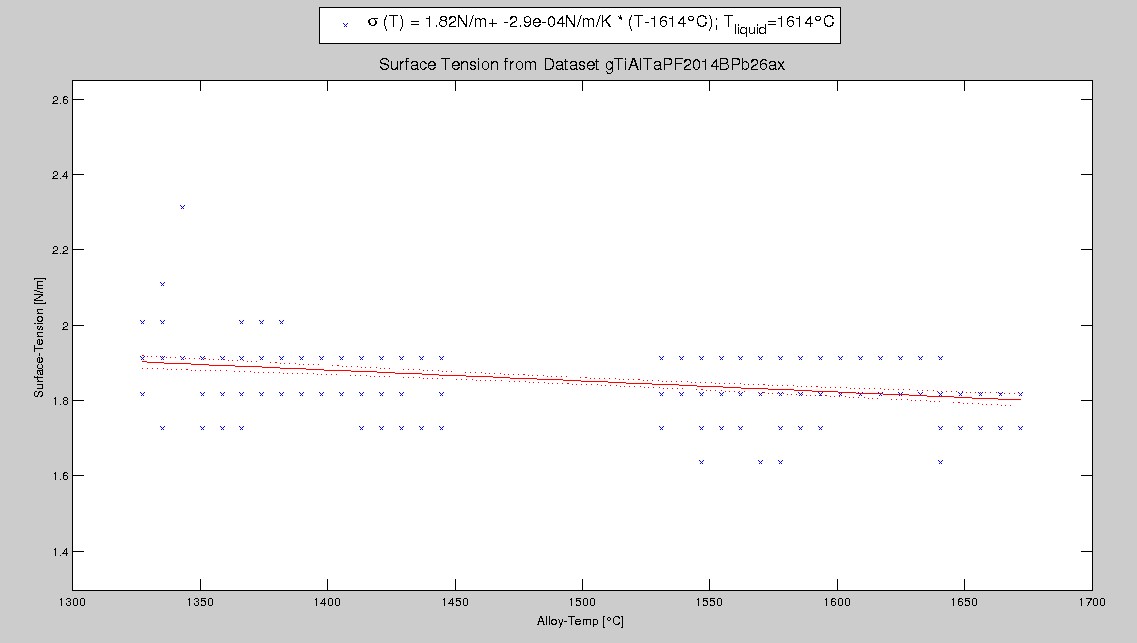 σ (T) = 1.82N/m+ -2.9e-04N/m/K * (T-1614°C); Tliquid=1614°C
Surface Tension from Dataset gTiAlTaPF2014BPb26ax
2.6
2.4
2.2
2
1.8
1.6
1.4
Surface-Tension [N/m]
1300 1350 1400 1450 1500 1550 1600 1650 1700
Alloy-Temp [°C]